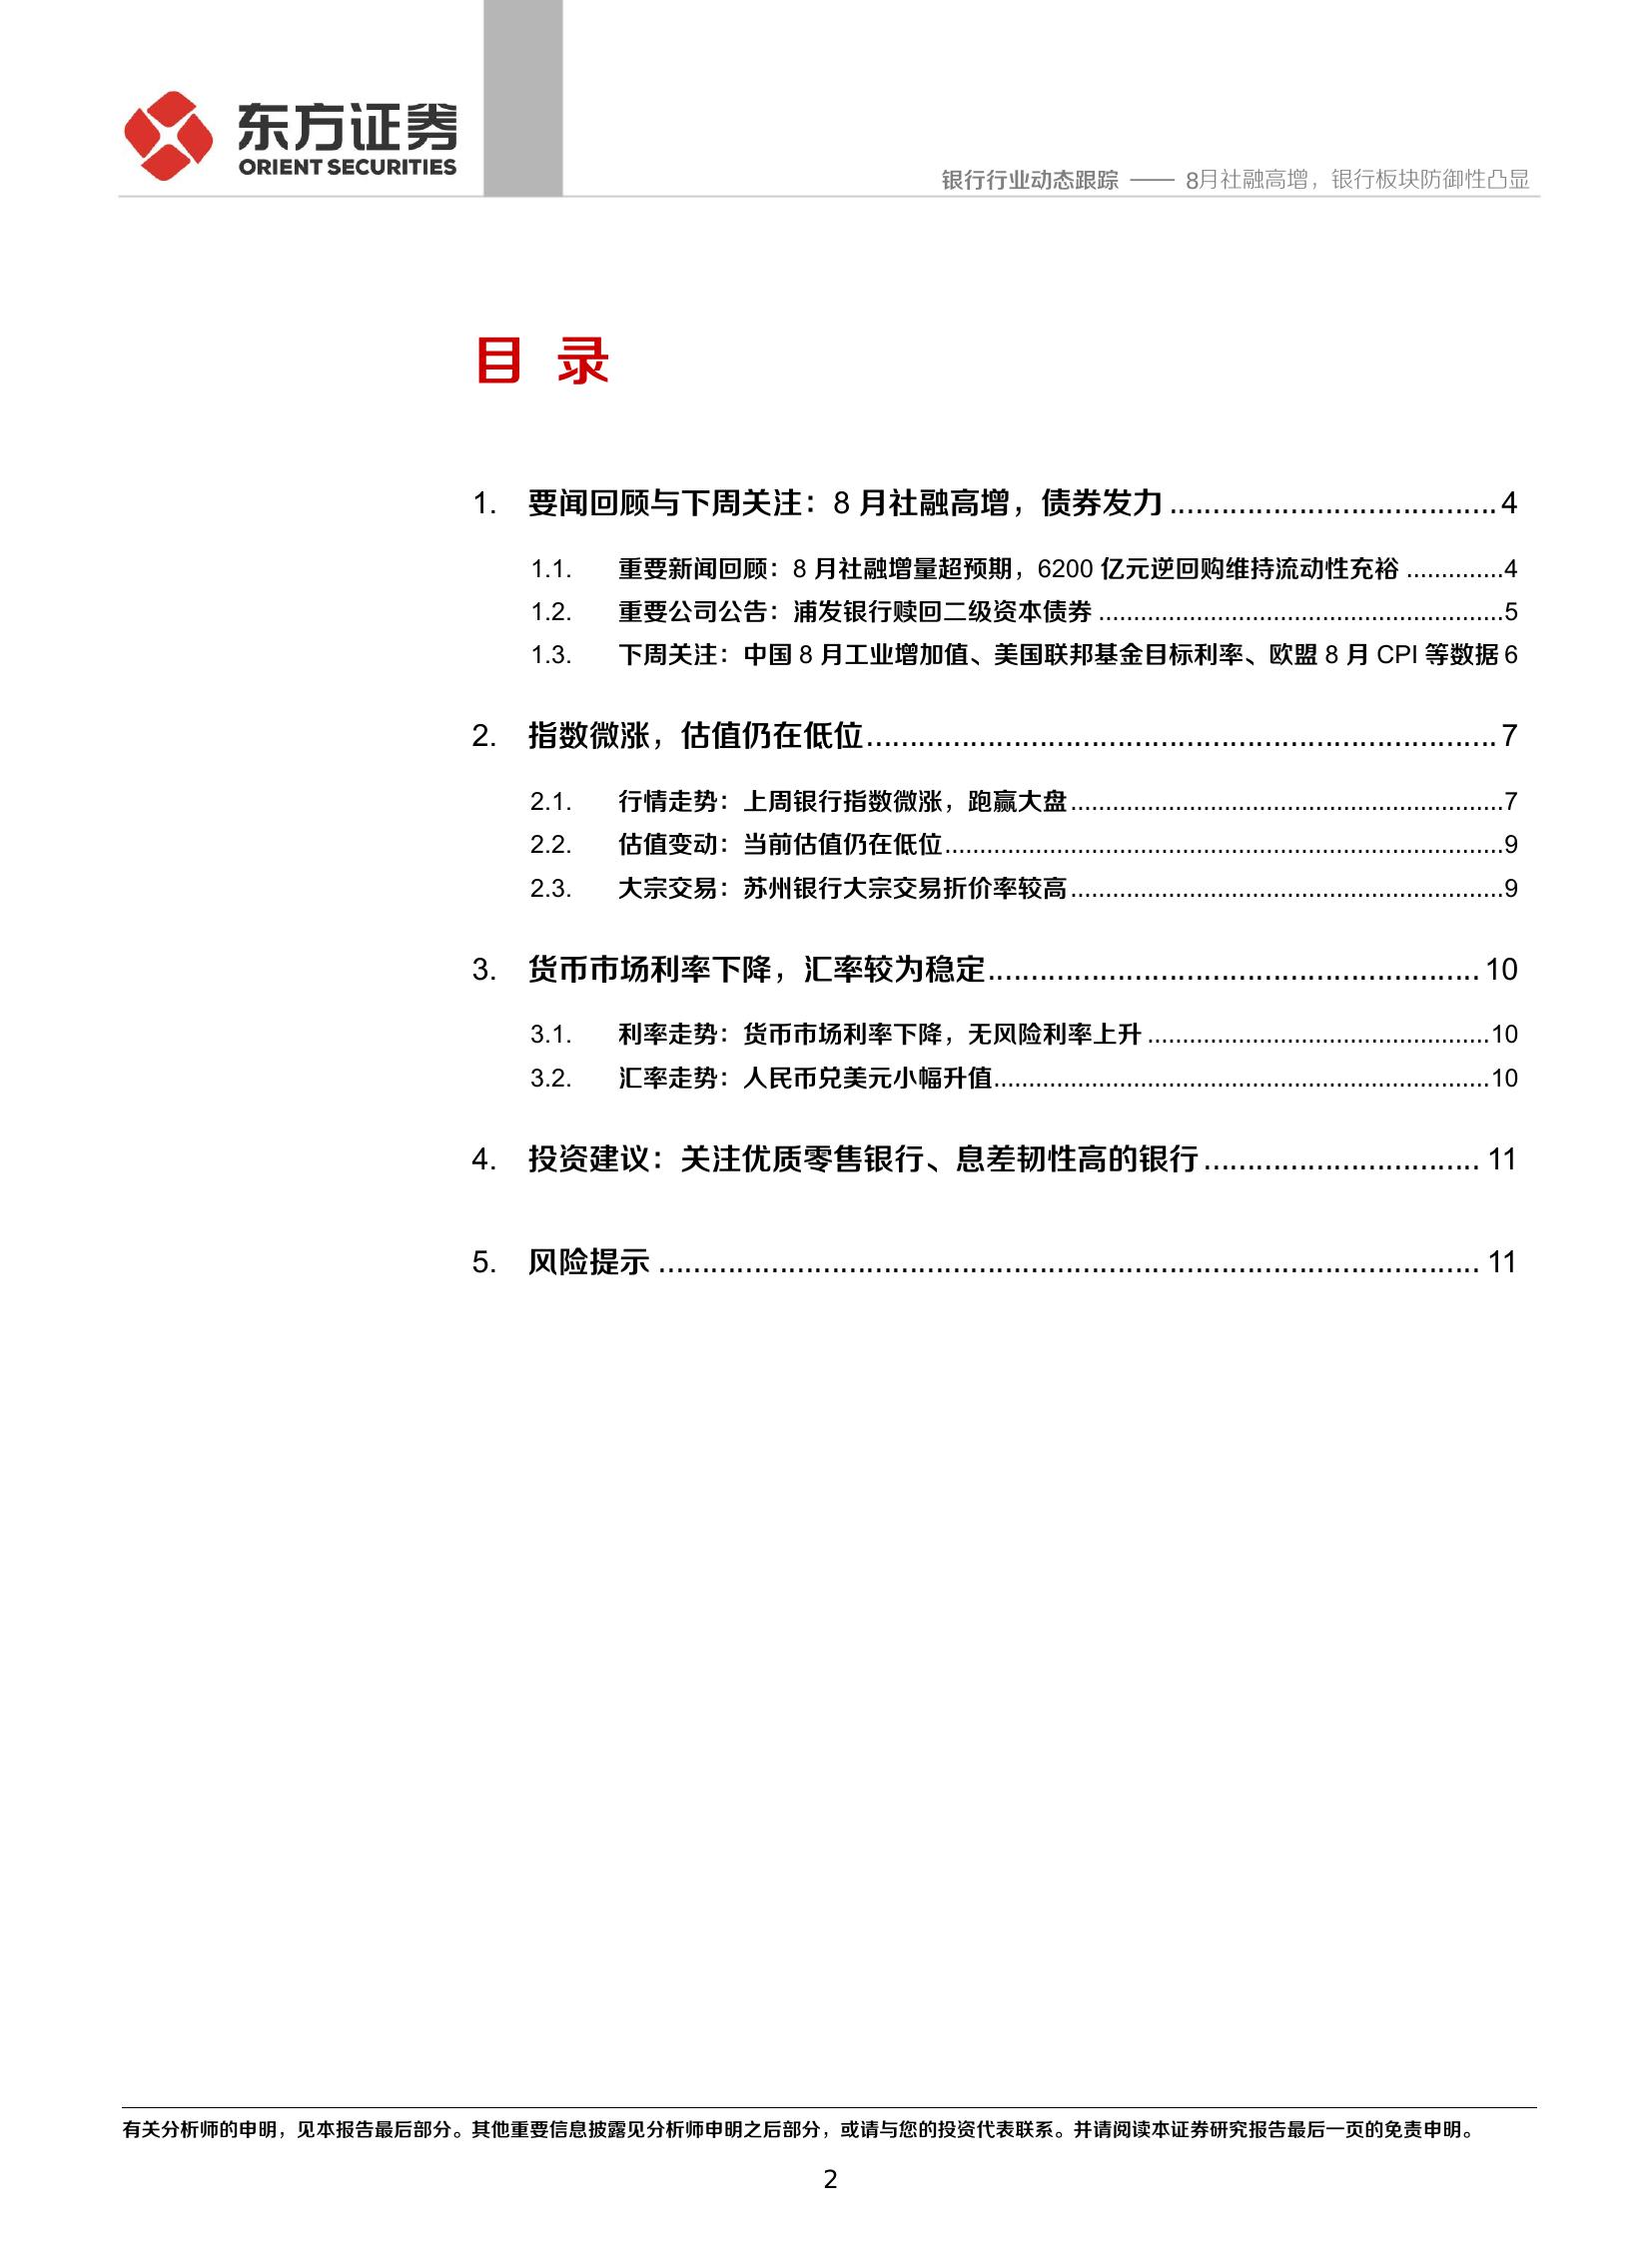 东方证券
ORIENT SECURITIES
银行行业动态跟踪 —— 8月社融高增，银行板块防御性凸显
目 录
1. 要闻回顾与下周关注：8 月社融高增，债券发力 ...................................... 4
1.1. 重要新闻回顾：8 月社融增量超预期，6200 亿元逆回购维持流动性充裕 ..............4
1.2. 重要公司公告：浦发银行赎回二级资本债券 ..........................................................5
1.3. 下周关注：中国 8 月工业增加值、美国联邦基金目标利率、欧盟 8 月 CPI 等数据 6
2. 指数微涨，估值仍在低位......................................................................... 7
2.1. 行情走势：上周银行指数微涨，跑赢大盘..............................................................7
2.2. 估值变动：当前估值仍在低位................................................................................9
2.3. 大宗交易：苏州银行大宗交易折价率较高..............................................................9
3. 货币市场利率下降，汇率较为稳定......................................................... 10
3.1. 利率走势：货币市场利率下降，无风险利率上升 .................................................10
3.2. 汇率走势：人民币兑美元小幅升值.......................................................................10
4. 投资建议：关注优质零售银行、息差韧性高的银行................................ 11
5. 风险提示 ............................................................................................... 11
有关分析师的申明，见本报告最后部分。其他重要信息披露见分析师申明之后部分，或请与您的投资代表联系。并请阅读本证券研究报告最后一页的免责申明。
2